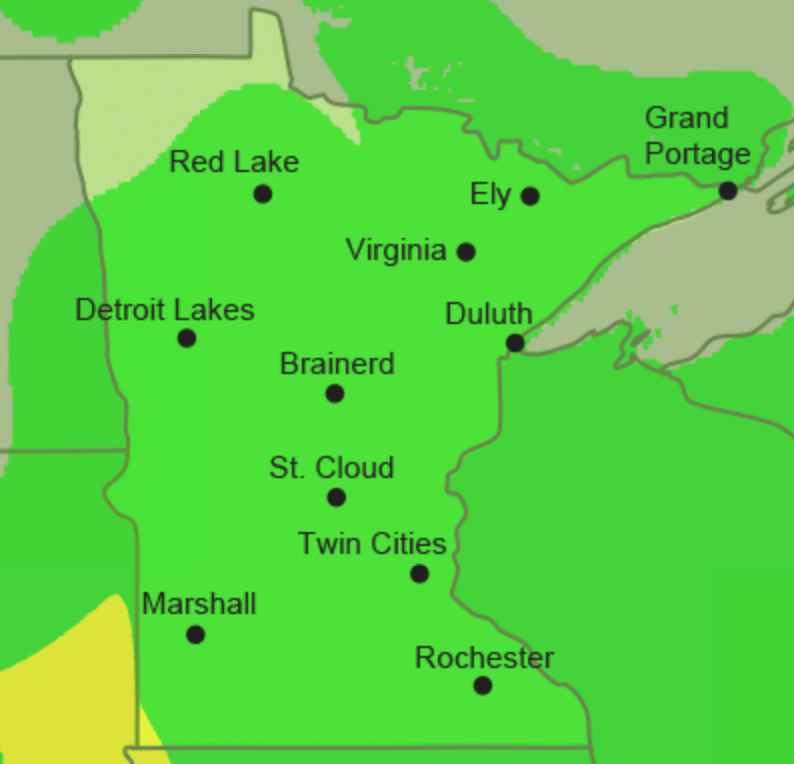 Grand
Portage
Red Lake
Ely
Virginia
Detroit Lakes
Duluth
Brainerd
St. Cloud
Twin Cities
Marshall
Rochester